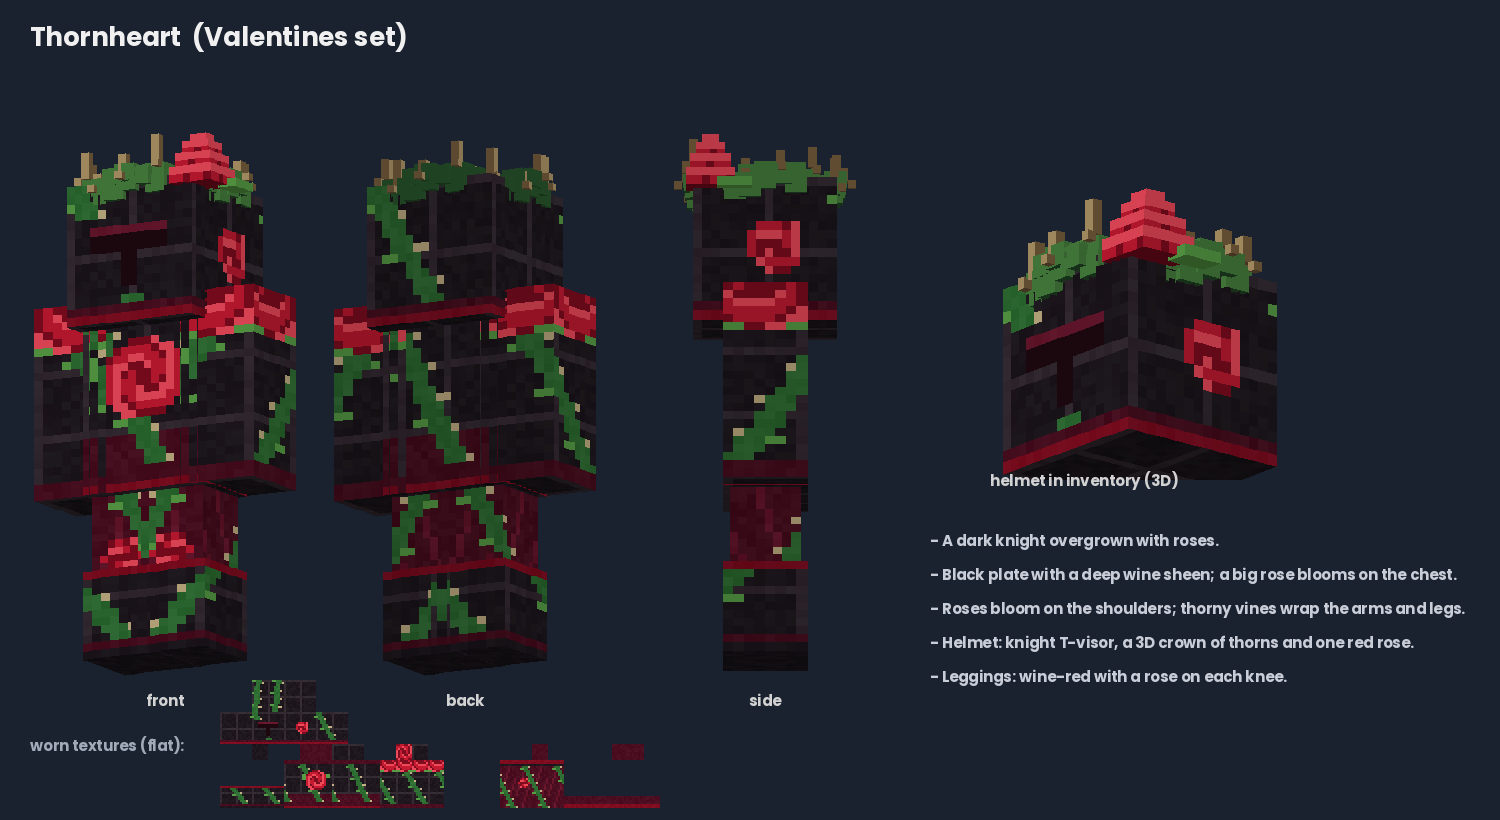 Thornheart (Valentines set)
helmet in inventory (3D)
- A dark knight overgrown with roses.
- Black plate with a deep wine sheen; a big rose blooms on the chest.
- Roses bloom on the shoulders; thorny vines wrap the arms and legs.
- Helmet: knight T-visor, a 3D crown of thorns and one red rose.
- Leggings: wine-red with a rose on each knee.
front
back
side
worn textures (flat):